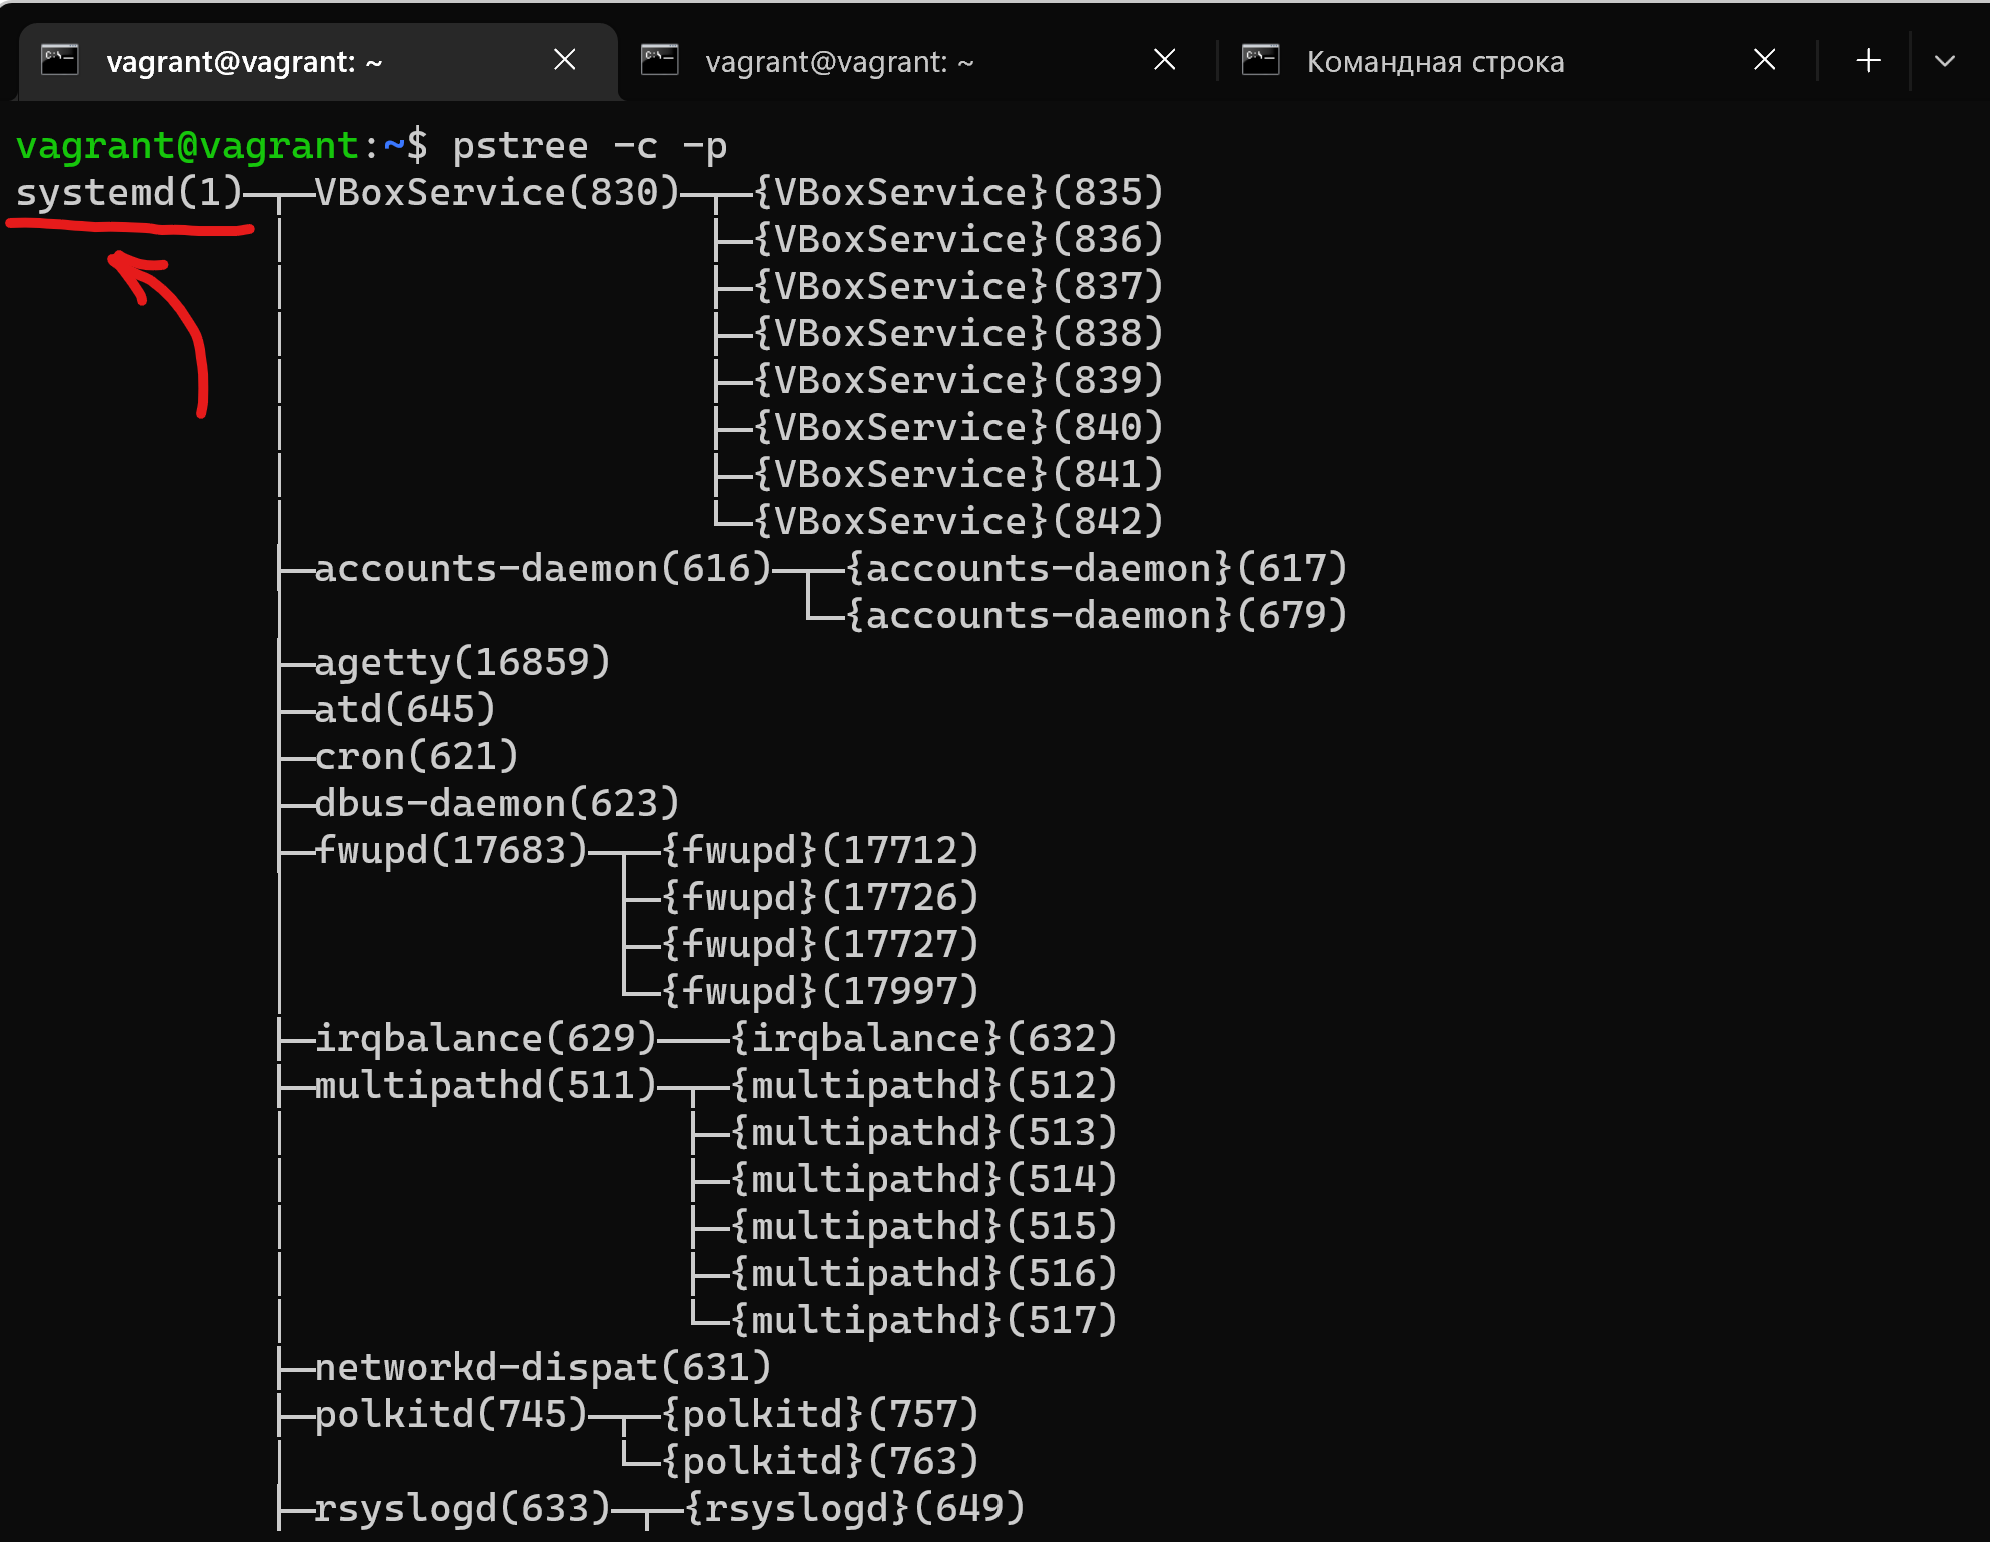 vagrant@vagrant: ~
vagrant@vagrant: ~
Командная строка
vagrant@vagrant:~$ pstree -c -p
systemd(1)─┬─VBoxService(830)─┬─{VBoxService}(835)
├─{VBoxService}(836)
├─{VBoxService}(837)
├─{VBoxService}(838)
├─{VBoxService}(839)
├─{VBoxService}(840)
├─{VBoxService}(841)
└─{VBoxService}(842)
├─accounts-daemon(616)─┬─{accounts-daemon}(617)
└─{accounts-daemon}(679)
├─agetty(16859)
├─atd(645)
├─cron(621)
├─dbus-daemon(623)
├─fwupd(17683)─┬─{fwupd}(17712)
├─{fwupd}(17726)
├─{fwupd}(17727)
└─{fwupd}(17997)
├─irqbalance(629)───{irqbalance}(632)
├─multipathd(511)─┬─{multipathd}(512)
├─{multipathd}(513)
├─{multipathd}(514)
├─{multipathd}(515)
├─{multipathd}(516)
└─{multipathd}(517)
├─networkd-dispat(631)
├─polkitd(745)─┬─{polkitd}(757)
└─{polkitd}(763)
├─rsyslogd(633)─┬─{rsyslogd}(649)